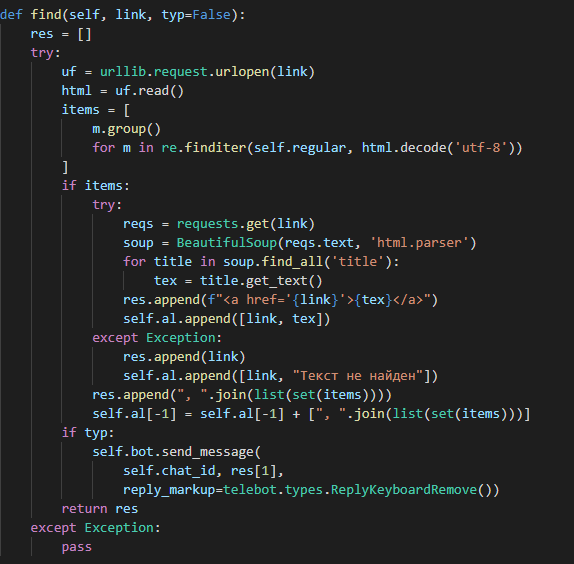 def find(self, link, typ=False):
    res = []
    try:
        uf = urllib.request.urlopen(link)
        html = uf.read()
        items = [
            m.group()
            for m in re.finditer(self.regular, html.decode('utf-8'))
        ]
        if items:
            try:
                reqs = requests.get(link)
                soup = BeautifulSoup(reqs.text, 'html.parser')
                for title in soup.find_all('title'):
                    tex = title.get_text()
                res.append(f"<a href='{link}'>{tex}</a>")
                self.al.append([link, tex])
            except Exception:
                res.append(link)
                self.al.append([link, "Текст не найден"])
            res.append(", ".join(list(set(items))))
            self.al[-1] = self.al[-1] + [", ".join(list(set(items)))]
        if typ:
            self.bot.send_message(
                self.chat_id, res[1],
                reply_markup=telebot.types.ReplyKeyboardRemove())
        return res
    except Exception:
        pass